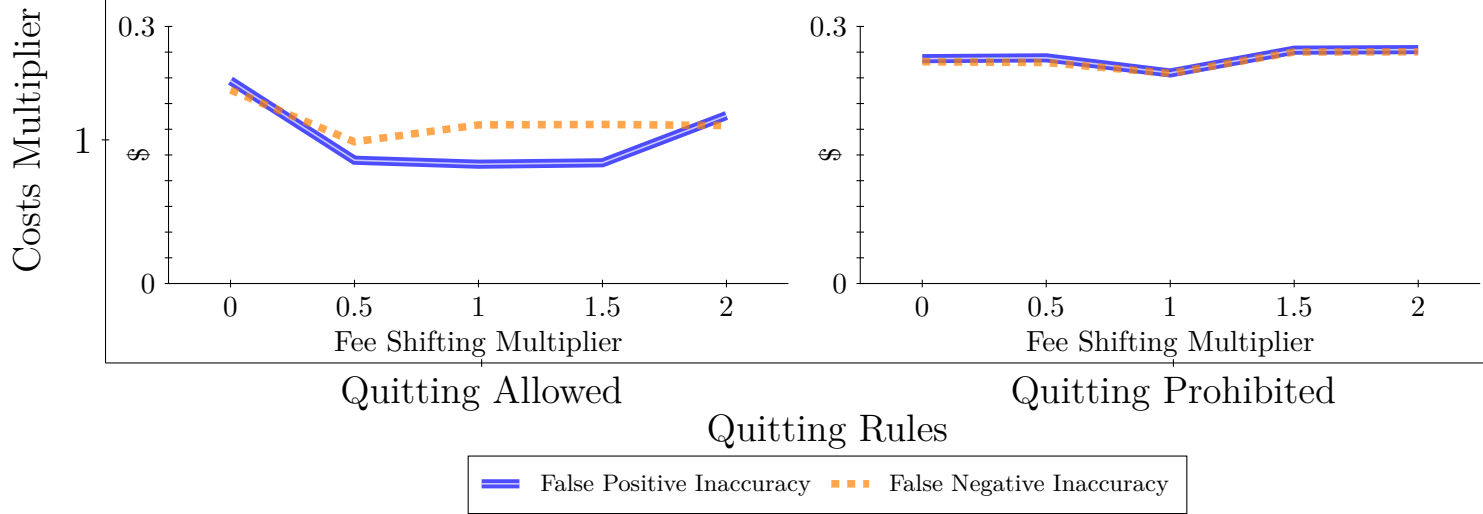 Costs Multiplier
1
0.3
$
0
0 0.5 1 1.5 2
Fee Shifting Multiplier
0.3
$
0
0 0.5 1 1.5 2
Fee Shifting Multiplier
Quitting Allowed
Quitting Prohibited
Quitting Rules
False Positive Inaccuracy
False Negative Inaccuracy